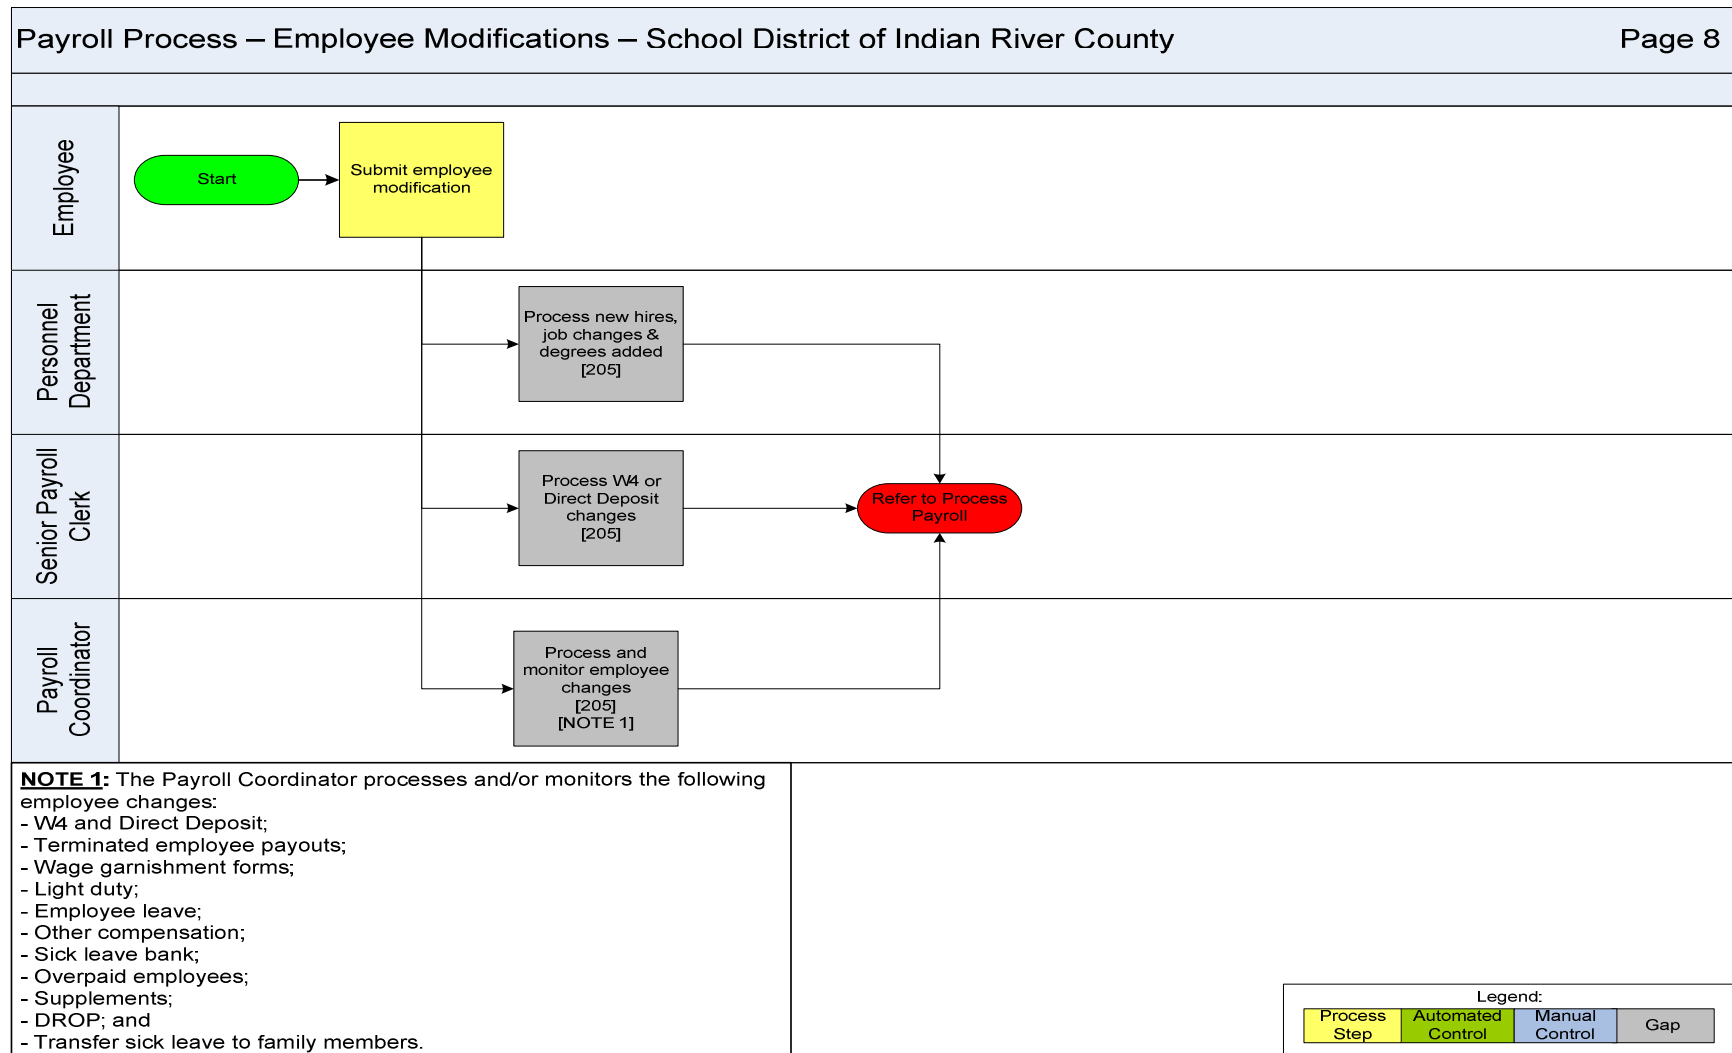 Payroll Process – Employee Modifications – School District of Indian River County
Page 8
Employee
Start
Submit employee
modification
Personnel
Department
Process new hires,
job changes &
degrees added
[205]
Senior Payroll
Clerk
Process W4 or
Direct Deposit
changes
[205]
Refer to Process
Payroll
Payroll
Coordinator
Process and
monitor employee
changes
[205]
[NOTE 1]
NOTE 1: The Payroll Coordinator processes and/or monitors the following
employee changes:
- W4 and Direct Deposit;
- Terminated employee payouts;
- Wage garnishment forms;
- Light duty;
- Employee leave;
- Other compensation;
- Sick leave bank;
- Overpaid employees;
- Supplements;
- DROP; and
- Transfer sick leave to family members.
Legend:
Process
Step
Automated
Control
Manual
Control
Gap